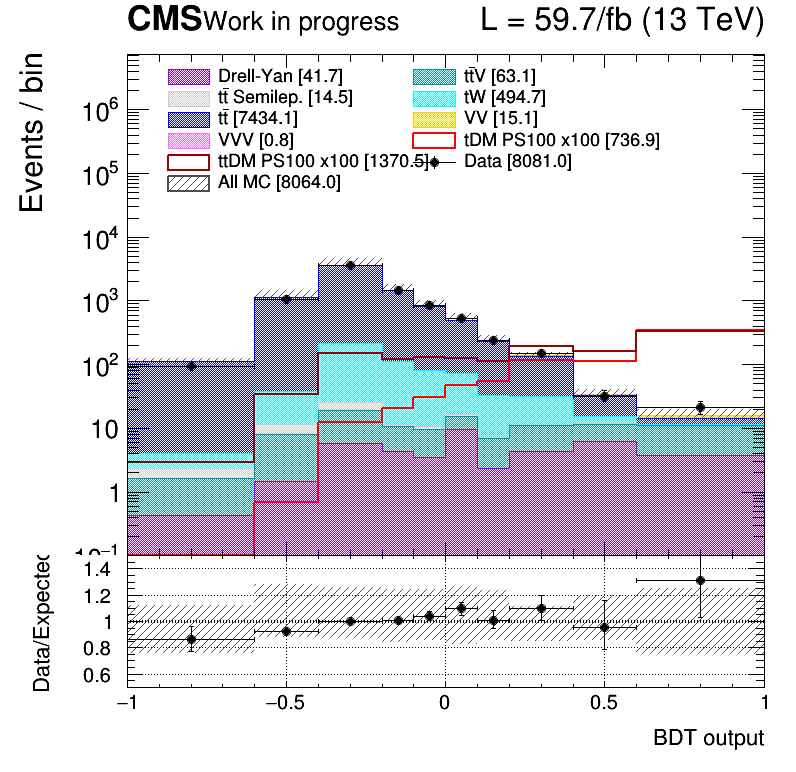 CMS Work in progress L = 59.7/fb (13 TeV)
Events / bin
Drell-Yan [41.7] tt̄V [63.1]
tt̄ Semilep. [14.5] tW [494.7]
tt̄ [7434.1] VV [15.1]
VVV [0.8] tDM PS100 x100 [736.9]
ttDM PS100 x100 [1370.5] Data [8081.0]
All MC [8064.0]
10⁶
10⁵
10⁴
10³
10²
10
1
10⁻¹
Data/Expected
1.4
1.2
1
0.8
0.6
−1 −0.5 0 0.5 1
BDT output